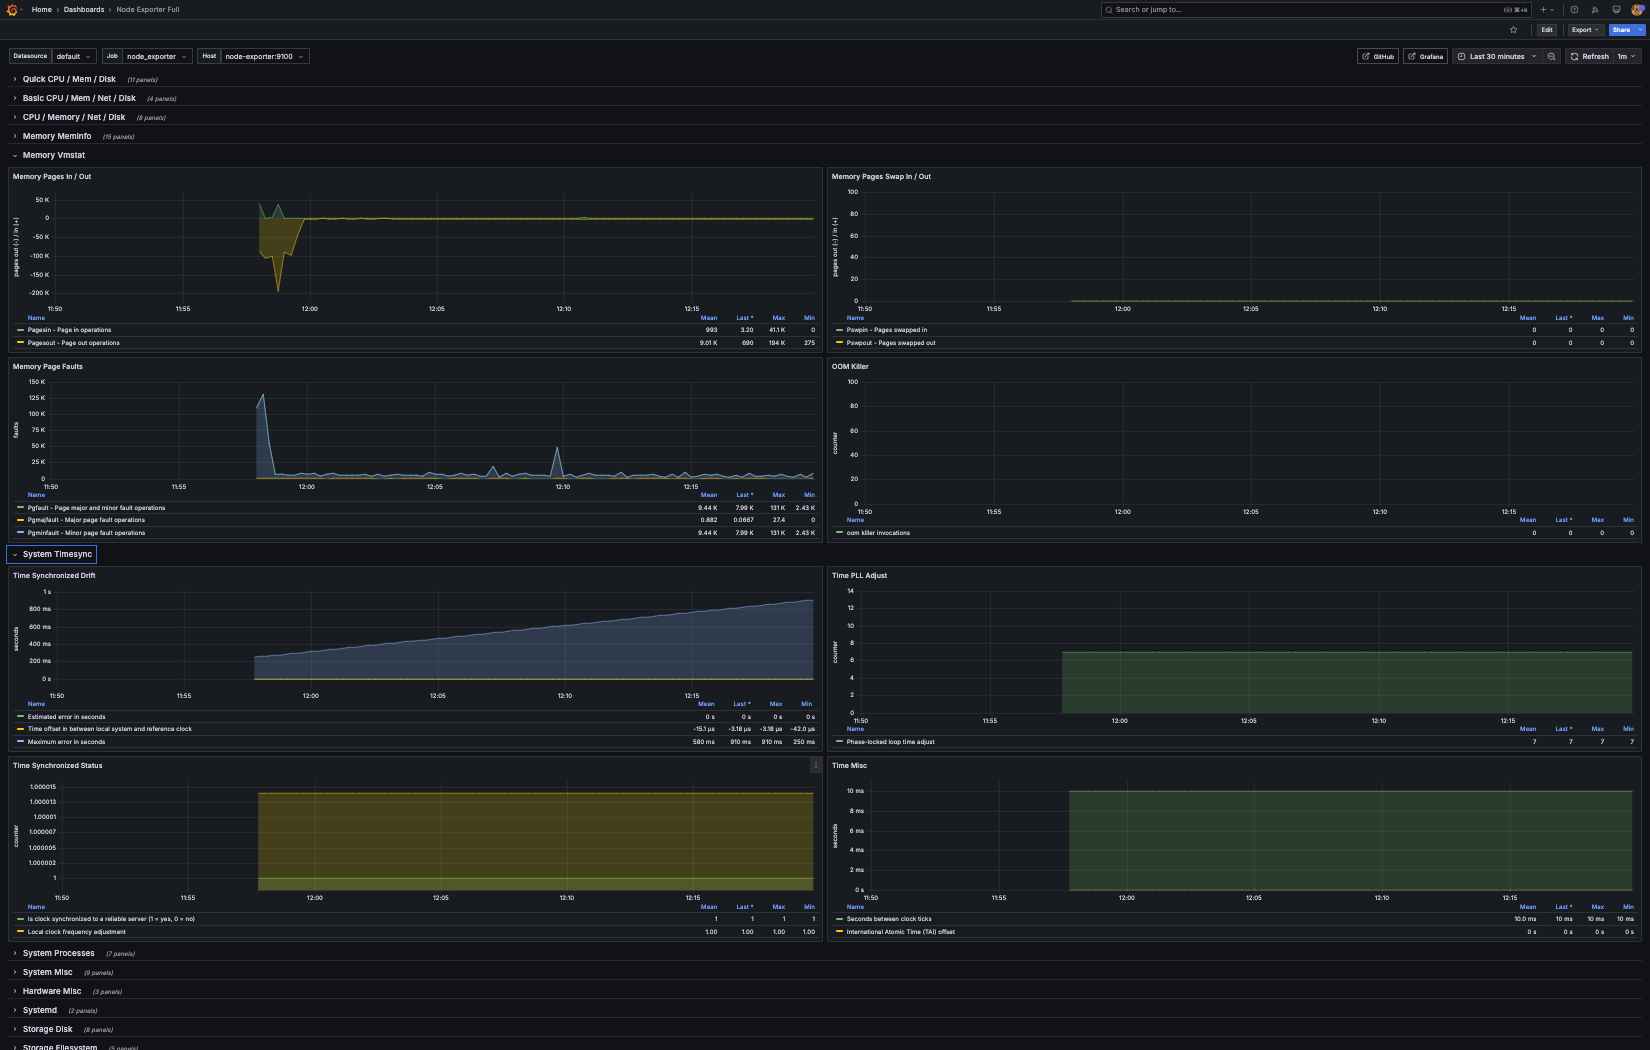 Home › Dashboards › Node Exporter Full
Search or jump to... ⌘+k
Edit Export Share
Datasource default Job node_exporter Host node-exporter:9100 GitHub Grafana Last 30 minutes Refresh 1m
Quick CPU / Mem / Disk (11 panels)
Basic CPU / Mem / Net / Disk (4 panels)
CPU / Memory / Net / Disk (8 panels)
Memory Meminfo (15 panels)
Memory Vmstat
Memory Pages In / Out
50 K
0
-50 K
-100 K
-150 K
-200 K
pages out (-) / in (+)
11:50 11:55 12:00 12:05 12:10 12:15
Name Mean Last * Max Min
Pagesin - Page in operations 993 3.20 41.1 K 0
Pagesout - Page out operations 9.01 K 690 194 K 275
Memory Pages Swap In / Out
100
80
60
40
20
0
pages out (-) / in (+)
11:50 11:55 12:00 12:05 12:10 12:15
Name Mean Last * Max Min
Pswpin - Pages swapped in 0 0 0 0
Pswpout - Pages swapped out 0 0 0 0
Memory Page Faults
150 K
125 K
100 K
75 K
50 K
25 K
0
faults
11:50 11:55 12:00 12:05 12:10 12:15
Name Mean Last * Max Min
Pgfault - Page major and minor fault operations 9.44 K 7.99 K 131 K 2.43 K
Pgmajfault - Major page fault operations 0.882 0.0667 27.4 0
Pgminfault - Minor page fault operations 9.44 K 7.99 K 131 K 2.43 K
OOM Killer
100
80
60
40
20
0
counter
11:50 11:55 12:00 12:05 12:10 12:15
Name Mean Last * Max Min
oom killer invocations 0 0 0 0
System Timesync
Time Synchronized Drift
1 s
800 ms
600 ms
400 ms
200 ms
0 s
seconds
11:50 11:55 12:00 12:05 12:10 12:15
Name Mean Last * Max Min
Estimated error in seconds 0 s 0 s 0 s 0 s
Time offset in between local system and reference clock -15.1 µs -3.18 µs -3.18 µs -42.0 µs
Maximum error in seconds 580 ms 910 ms 910 ms 250 ms
Time PLL Adjust
14
12
10
8
6
4
2
0
counter
11:50 11:55 12:00 12:05 12:10 12:15
Name Mean Last * Max Min
Phase-locked loop time adjust 7 7 7 7
Time Synchronized Status
1.000015
1.000013
1.00001
1.000007
1.000005
1.000002
1
counter
11:50 11:55 12:00 12:05 12:10 12:15
Name Mean Last * Max Min
Is clock synchronized to a reliable server (1 = yes, 0 = no) 1 1 1 1
Local clock frequency adjustment 1.00 1.00 1.00 1.00
Time Misc
10 ms
8 ms
6 ms
4 ms
2 ms
0 s
seconds
11:50 11:55 12:00 12:05 12:10 12:15
Name Mean Last * Max Min
Seconds between clock ticks 10.0 ms 10 ms 10 ms 10 ms
International Atomic Time (TAI) offset 0 s 0 s 0 s 0 s
System Processes (7 panels)
System Misc (9 panels)
Hardware Misc (3 panels)
Systemd (2 panels)
Storage Disk (8 panels)
Storage Filesystem (5 panels)